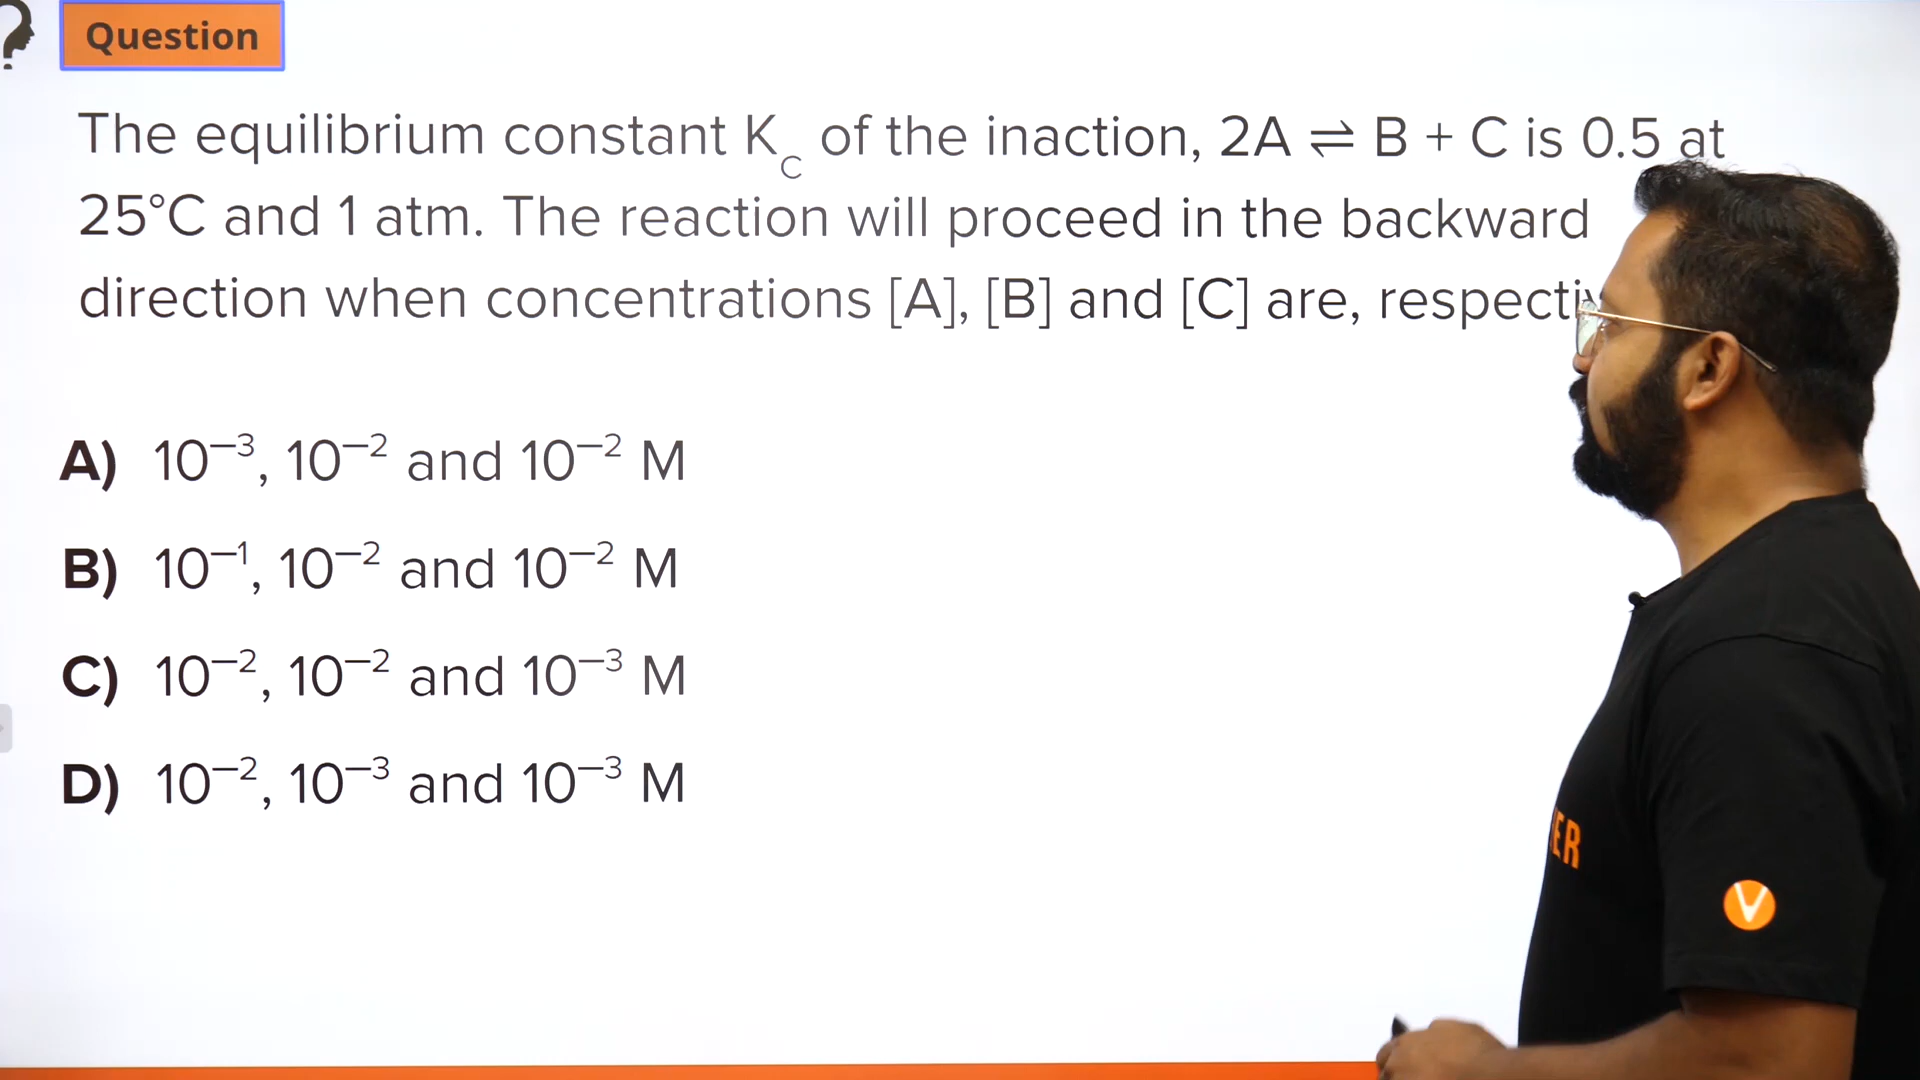 Question
The equilibrium constant K_C of the inaction, 2A ⇌ B + C is 0.5 at
25°C and 1 atm. The reaction will proceed in the backward
direction when concentrations [A], [B] and [C] are,
A) 10⁻³, 10⁻² and 10⁻² M
B) 10⁻¹, 10⁻² and 10⁻² M
C) 10⁻², 10⁻² and 10⁻³ M
D) 10⁻², 10⁻³ and 10⁻³ M